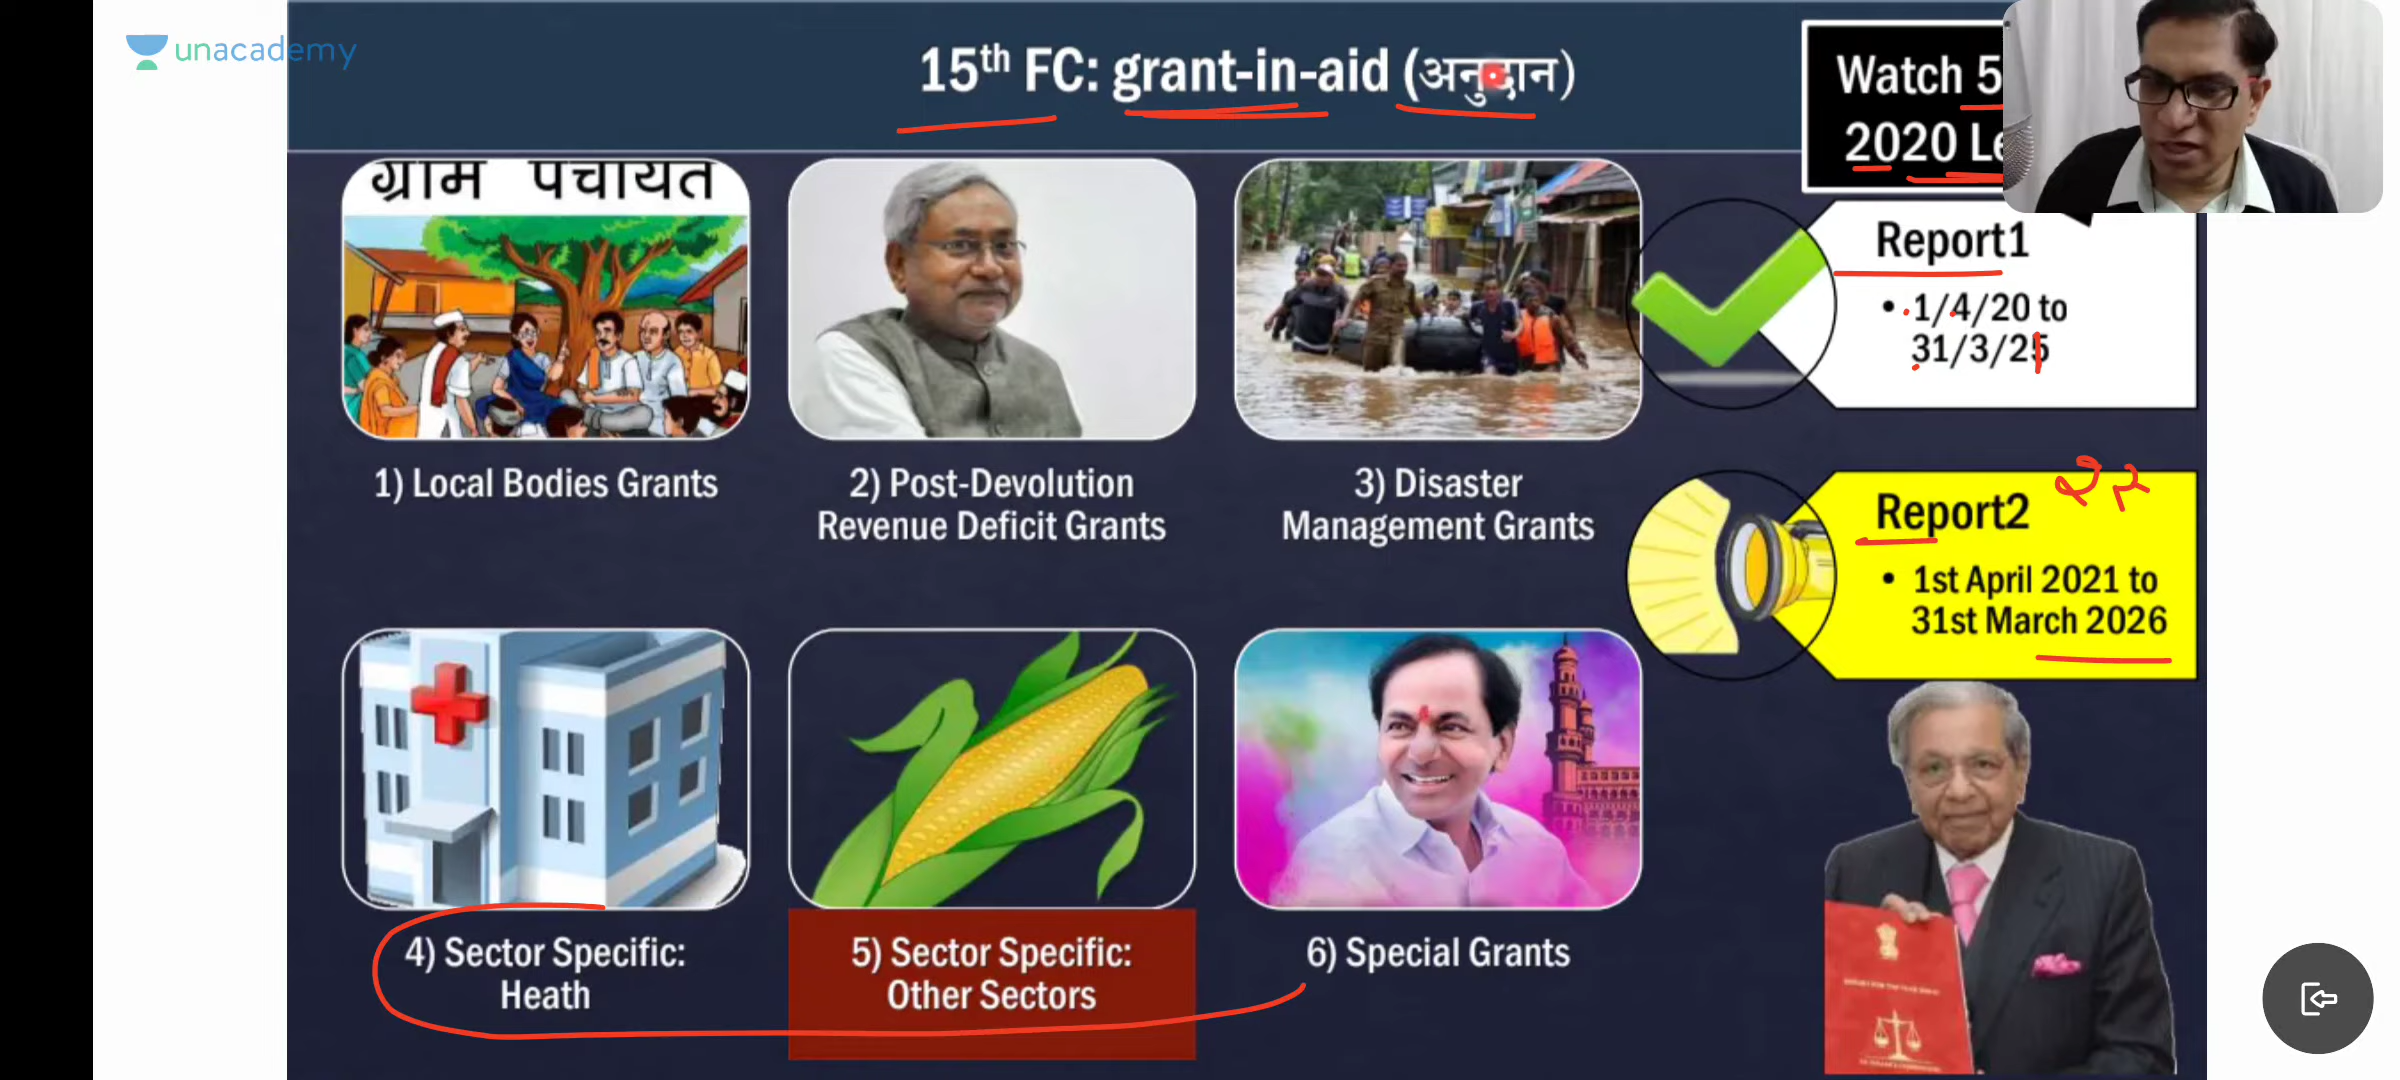 unacademy
15th FC: grant-in-aid (अनुदान)
Watch 5
2020 Le
ग्राम पंचायत
1) Local Bodies Grants
2) Post-Devolution
Revenue Deficit Grants
3) Disaster
Management Grants
Report1
• 1/4/20 to
31/3/25
Report2
• 1st April 2021 to
31st March 2026
4) Sector Specific:
Heath
5) Sector Specific:
Other Sectors
6) Special Grants